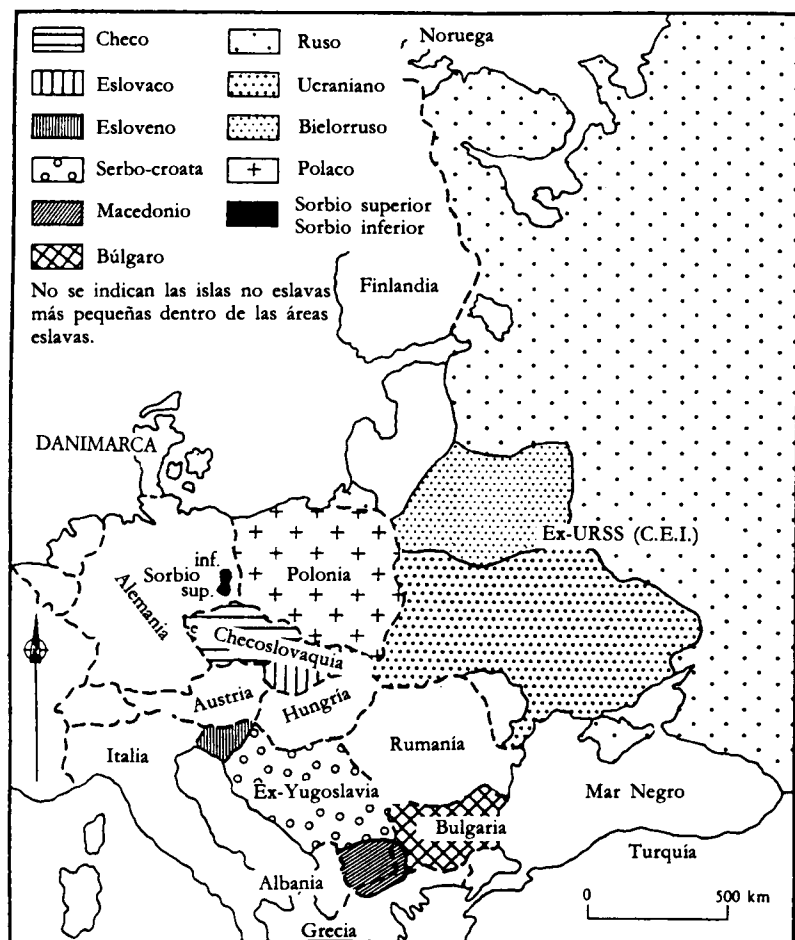 Checo
Eslovaco
Esloveno
Serbo-croata
Macedonio
Búlgaro
Ruso
Ucraniano
Bielorruso
Polaco
Sorbio superior
Sorbio inferior
No se indican las islas no eslavas
más pequeñas dentro de las áreas
eslavas.
Noruega
Finlandia
DANIMARCA
Ex-URSS (C.E.I.)
inf.
Sorbio
sup.
Polonia
Alemania
Checoslovaquia
Austria
Hungría
Italia
Rumanía
Ex-Yugoslavia
Mar Negro
Bulgaria
Turquía
Albania
Grecia
0 500 km